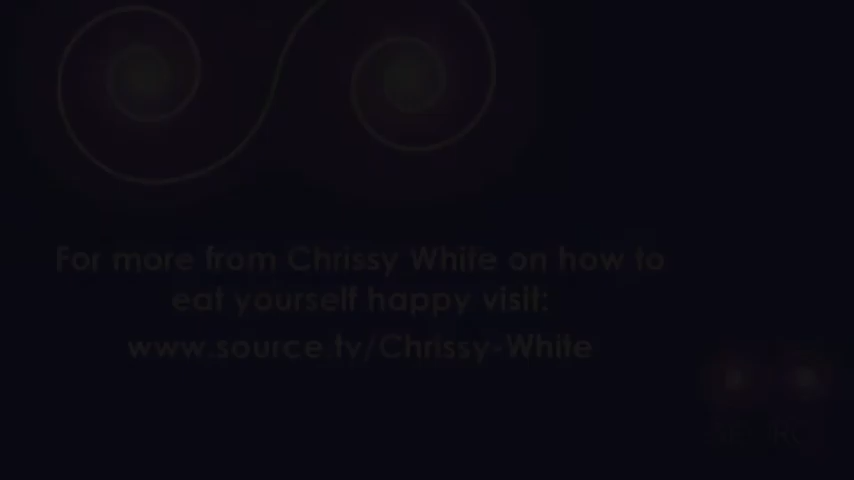 For more from Chrissy White on how to
eat yourself happy visit:
www.source.tv/Chrissy-White